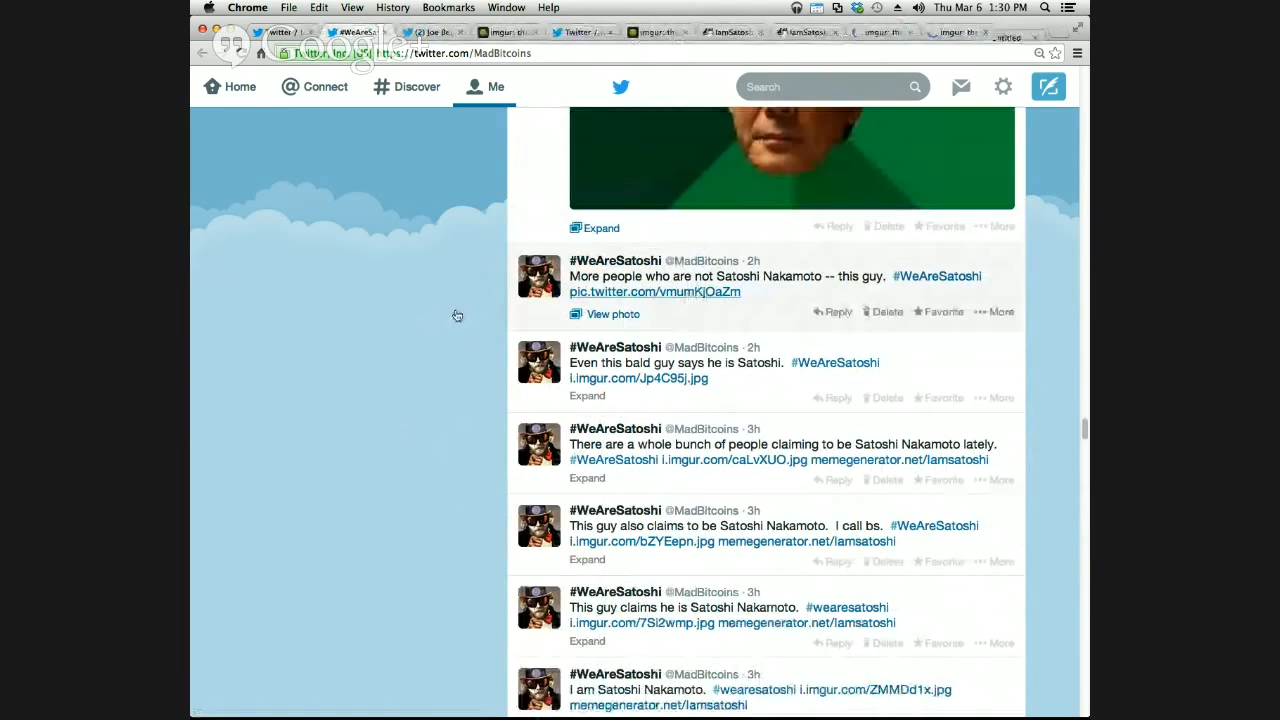 Chrome File Edit View History Bookmarks Window Help Thu Mar 6 1:30 PM
Twitter / #WeAreSa (2) Joe Be imgur: th Twitter / imgur: th IamSatos IamSatos imgur: the imgur: the Untitled
Google+
Twitter, Inc. [US] https://twitter.com/MadBitcoins
Home Connect Discover Me Search
Expand Reply Delete Favorite More
#WeAreSatoshi @MadBitcoins · 2h
More people who are not Satoshi Nakamoto -- this guy. #WeAreSatoshi
pic.twitter.com/vmumKjOaZm
View photo Reply Delete Favorite More
#WeAreSatoshi @MadBitcoins · 2h
Even this bald guy says he is Satoshi. #WeAreSatoshi
i.imgur.com/Jp4C95j.jpg
Expand Reply Delete Favorite More
#WeAreSatoshi @MadBitcoins · 3h
There are a whole bunch of people claiming to be Satoshi Nakamoto lately.
#WeAreSatoshi i.imgur.com/caLvXUO.jpg memegenerator.net/Iamsatoshi
Expand Reply Delete Favorite More
#WeAreSatoshi @MadBitcoins · 3h
This guy also claims to be Satoshi Nakamoto. I call bs. #WeAreSatoshi
i.imgur.com/bZYEepn.jpg memegenerator.net/Iamsatoshi
Expand Reply Delete Favorite More
#WeAreSatoshi @MadBitcoins · 3h
This guy claims he is Satoshi Nakamoto. #wearesatoshi
i.imgur.com/7Si2wmp.jpg memegenerator.net/Iamsatoshi
Expand Reply Delete Favorite More
#WeAreSatoshi @MadBitcoins · 3h
I am Satoshi Nakamoto. #wearesatoshi i.imgur.com/ZMMDd1x.jpg
memegenerator.net/Iamsatoshi